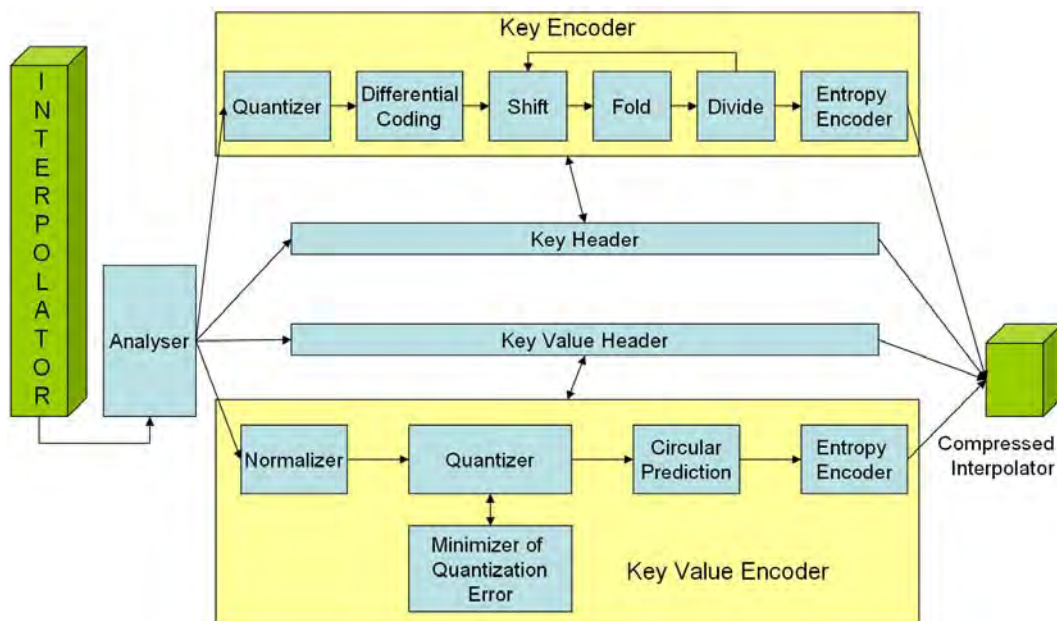 INTERPOLATOR
Key Encoder
Quantizer
Differential
Coding
Shift
Fold
Divide
Entropy
Encoder
Key Header
Analyser
Key Value Header
Normalizer
Quantizer
Circular
Prediction
Entropy
Encoder
Compressed
Interpolator
Minimizer of
Quantization
Error
Key Value Encoder